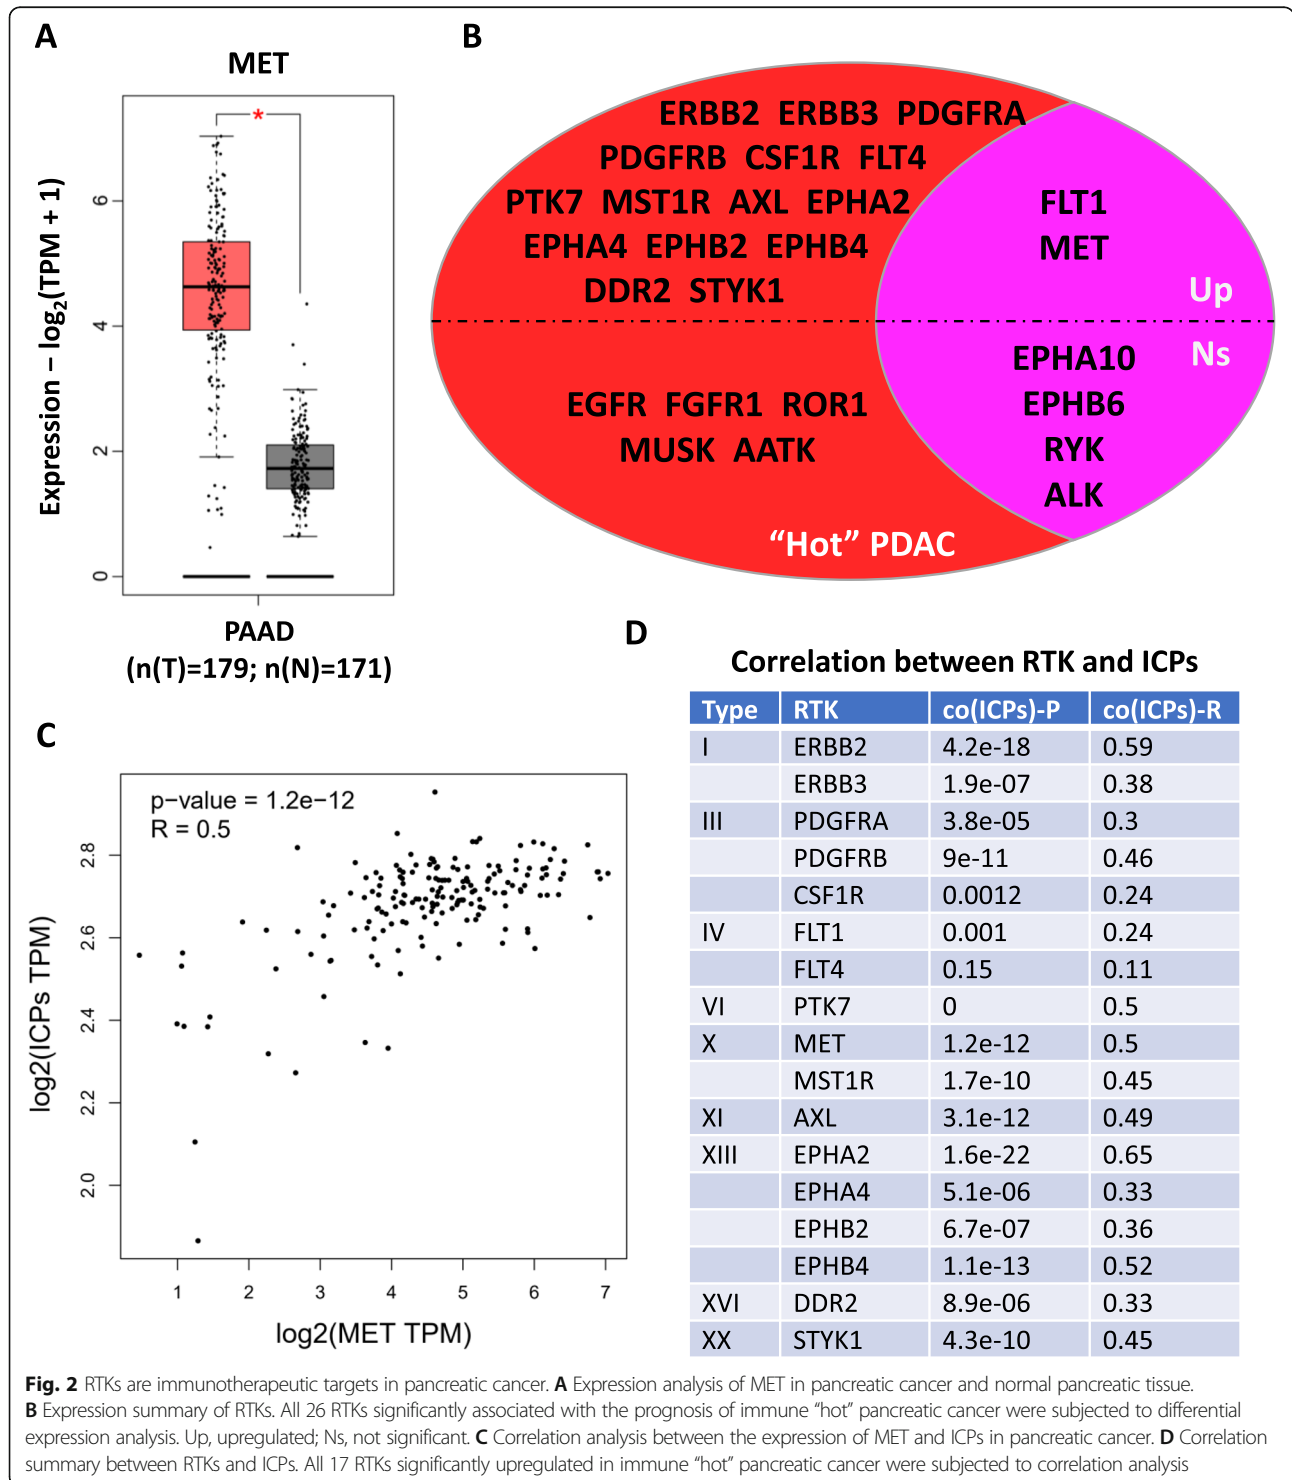 A
MET
*
Expression − log2(TPM + 1)
6
4
2
0
PAAD
(n(T)=179; n(N)=171)
B
ERBB2 ERBB3 PDGFRA
PDGFRB CSF1R FLT4
PTK7 MST1R AXL EPHA2
EPHA4 EPHB2 EPHB4
DDR2 STYK1
FLT1
MET
Up
Ns
EGFR FGFR1 ROR1
MUSK AATK
EPHA10
EPHB6
RYK
ALK
“Hot” PDAC
C
p−value = 1.2e−12
R = 0.5
log2(ICPs TPM)
2.8
2.6
2.4
2.2
2.0
1 2 3 4 5 6 7
log2(MET TPM)
D
Correlation between RTK and ICPs
Type RTK co(ICPs)-P co(ICPs)-R
I ERBB2 4.2e-18 0.59
ERBB3 1.9e-07 0.38
III PDGFRA 3.8e-05 0.3
PDGFRB 9e-11 0.46
CSF1R 0.0012 0.24
IV FLT1 0.001 0.24
FLT4 0.15 0.11
VI PTK7 0 0.5
X MET 1.2e-12 0.5
MST1R 1.7e-10 0.45
XI AXL 3.1e-12 0.49
XIII EPHA2 1.6e-22 0.65
EPHA4 5.1e-06 0.33
EPHB2 6.7e-07 0.36
EPHB4 1.1e-13 0.52
XVI DDR2 8.9e-06 0.33
XX STYK1 4.3e-10 0.45
Fig. 2 RTKs are immunotherapeutic targets in pancreatic cancer. A Expression analysis of MET in pancreatic cancer and normal pancreatic tissue.
B Expression summary of RTKs. All 26 RTKs significantly associated with the prognosis of immune “hot” pancreatic cancer were subjected to differential
expression analysis. Up, upregulated; Ns, not significant. C Correlation analysis between the expression of MET and ICPs in pancreatic cancer. D Correlation
summary between RTKs and ICPs. All 17 RTKs significantly upregulated in immune “hot” pancreatic cancer were subjected to correlation analysis